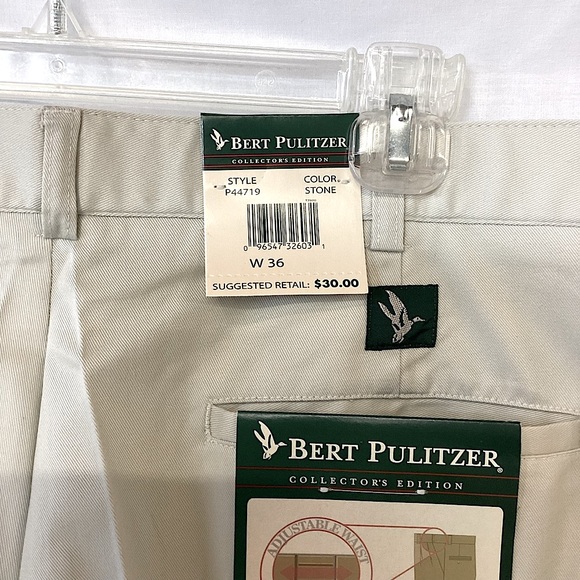 BERT PULITZER
COLLECTOR'S EDITION
STYLE COLOR
P44719 STONE
0 96547 32603 1
W 36
SUGGESTED RETAIL: $30.00
BERT PULITZER®
COLLECTOR'S EDITION
ADJUSTABLE WAIST